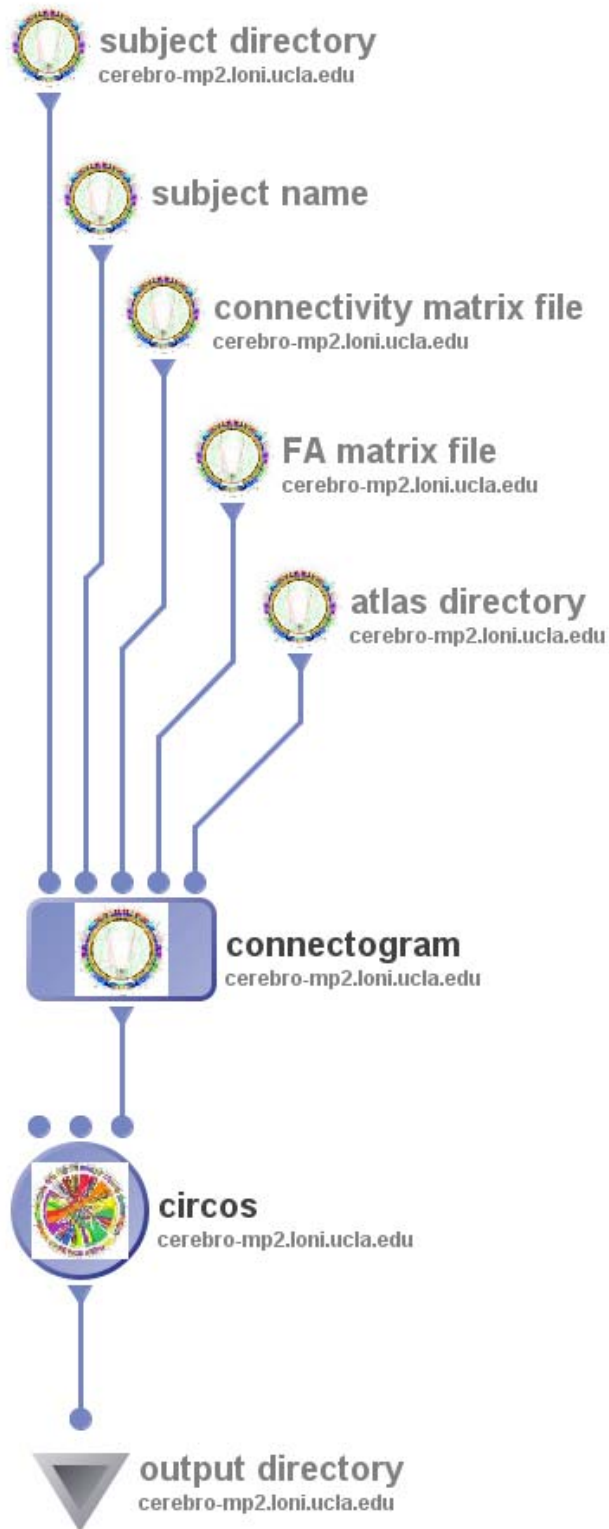 subject directory
cerebro-mp2.loni.ucla.edu
subject name
connectivity matrix file
cerebro-mp2.loni.ucla.edu
FA matrix file
cerebro-mp2.loni.ucla.edu
atlas directory
cerebro-mp2.loni.ucla.edu
connectogram
cerebro-mp2.loni.ucla.edu
circos
cerebro-mp2.loni.ucla.edu
output directory
cerebro-mp2.loni.ucla.edu